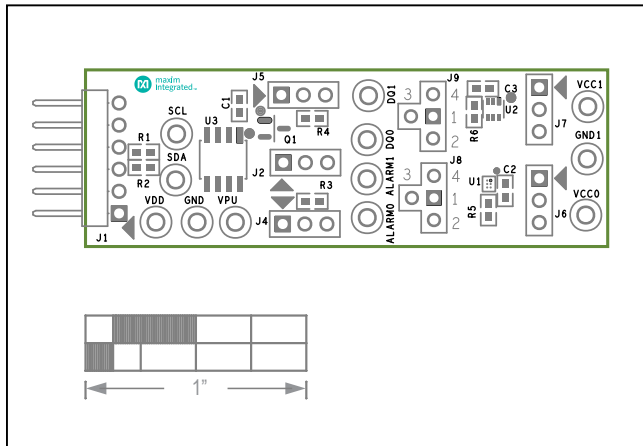 maxim
integrated™
J5
J9
C1
DQ1
3
4
C3
VCC1
SCL
U3
1
U2
R1
R4
R6
J7
Q1
2
GND1
SDA
DQ0
J8
R2
J2
ALARM1
3
4
C2
U1
R3
1
VDD
GND
VPU
VCC0
J4
ALARM0
R5
J6
2
J1
1"